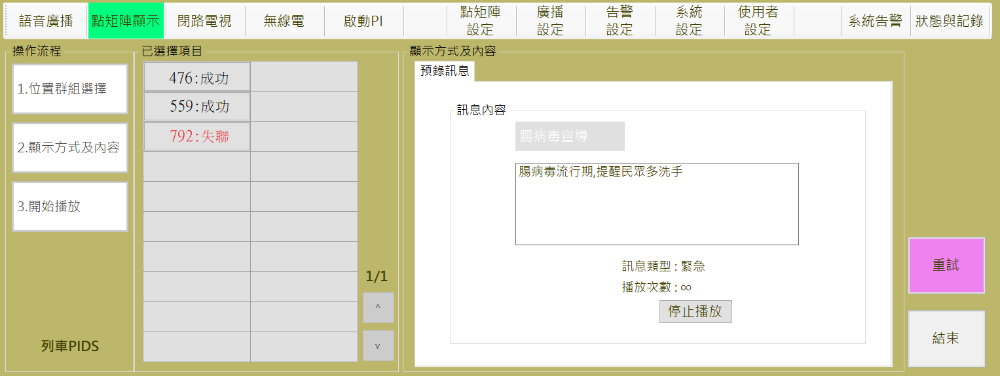 語音廣播
點矩陣顯示
閉路電視
無線電
啟動PI
點矩陣
設定
廣播
設定
告警
設定
系統
設定
使用者
設定
系統告警
狀態與記錄
操作流程
1.位置群組選擇
2.顯示方式及內容
3.開始播放
列車PIDS
已選擇項目
476:成功
559:成功
792:失聯
1/1
^
v
顯示方式及內容
預錄訊息
訊息內容
腸病毒宣導
腸病毒流行期,提醒民眾多洗手
訊息類型 : 緊急
播放次數 : ∞
停止播放
重試
結束